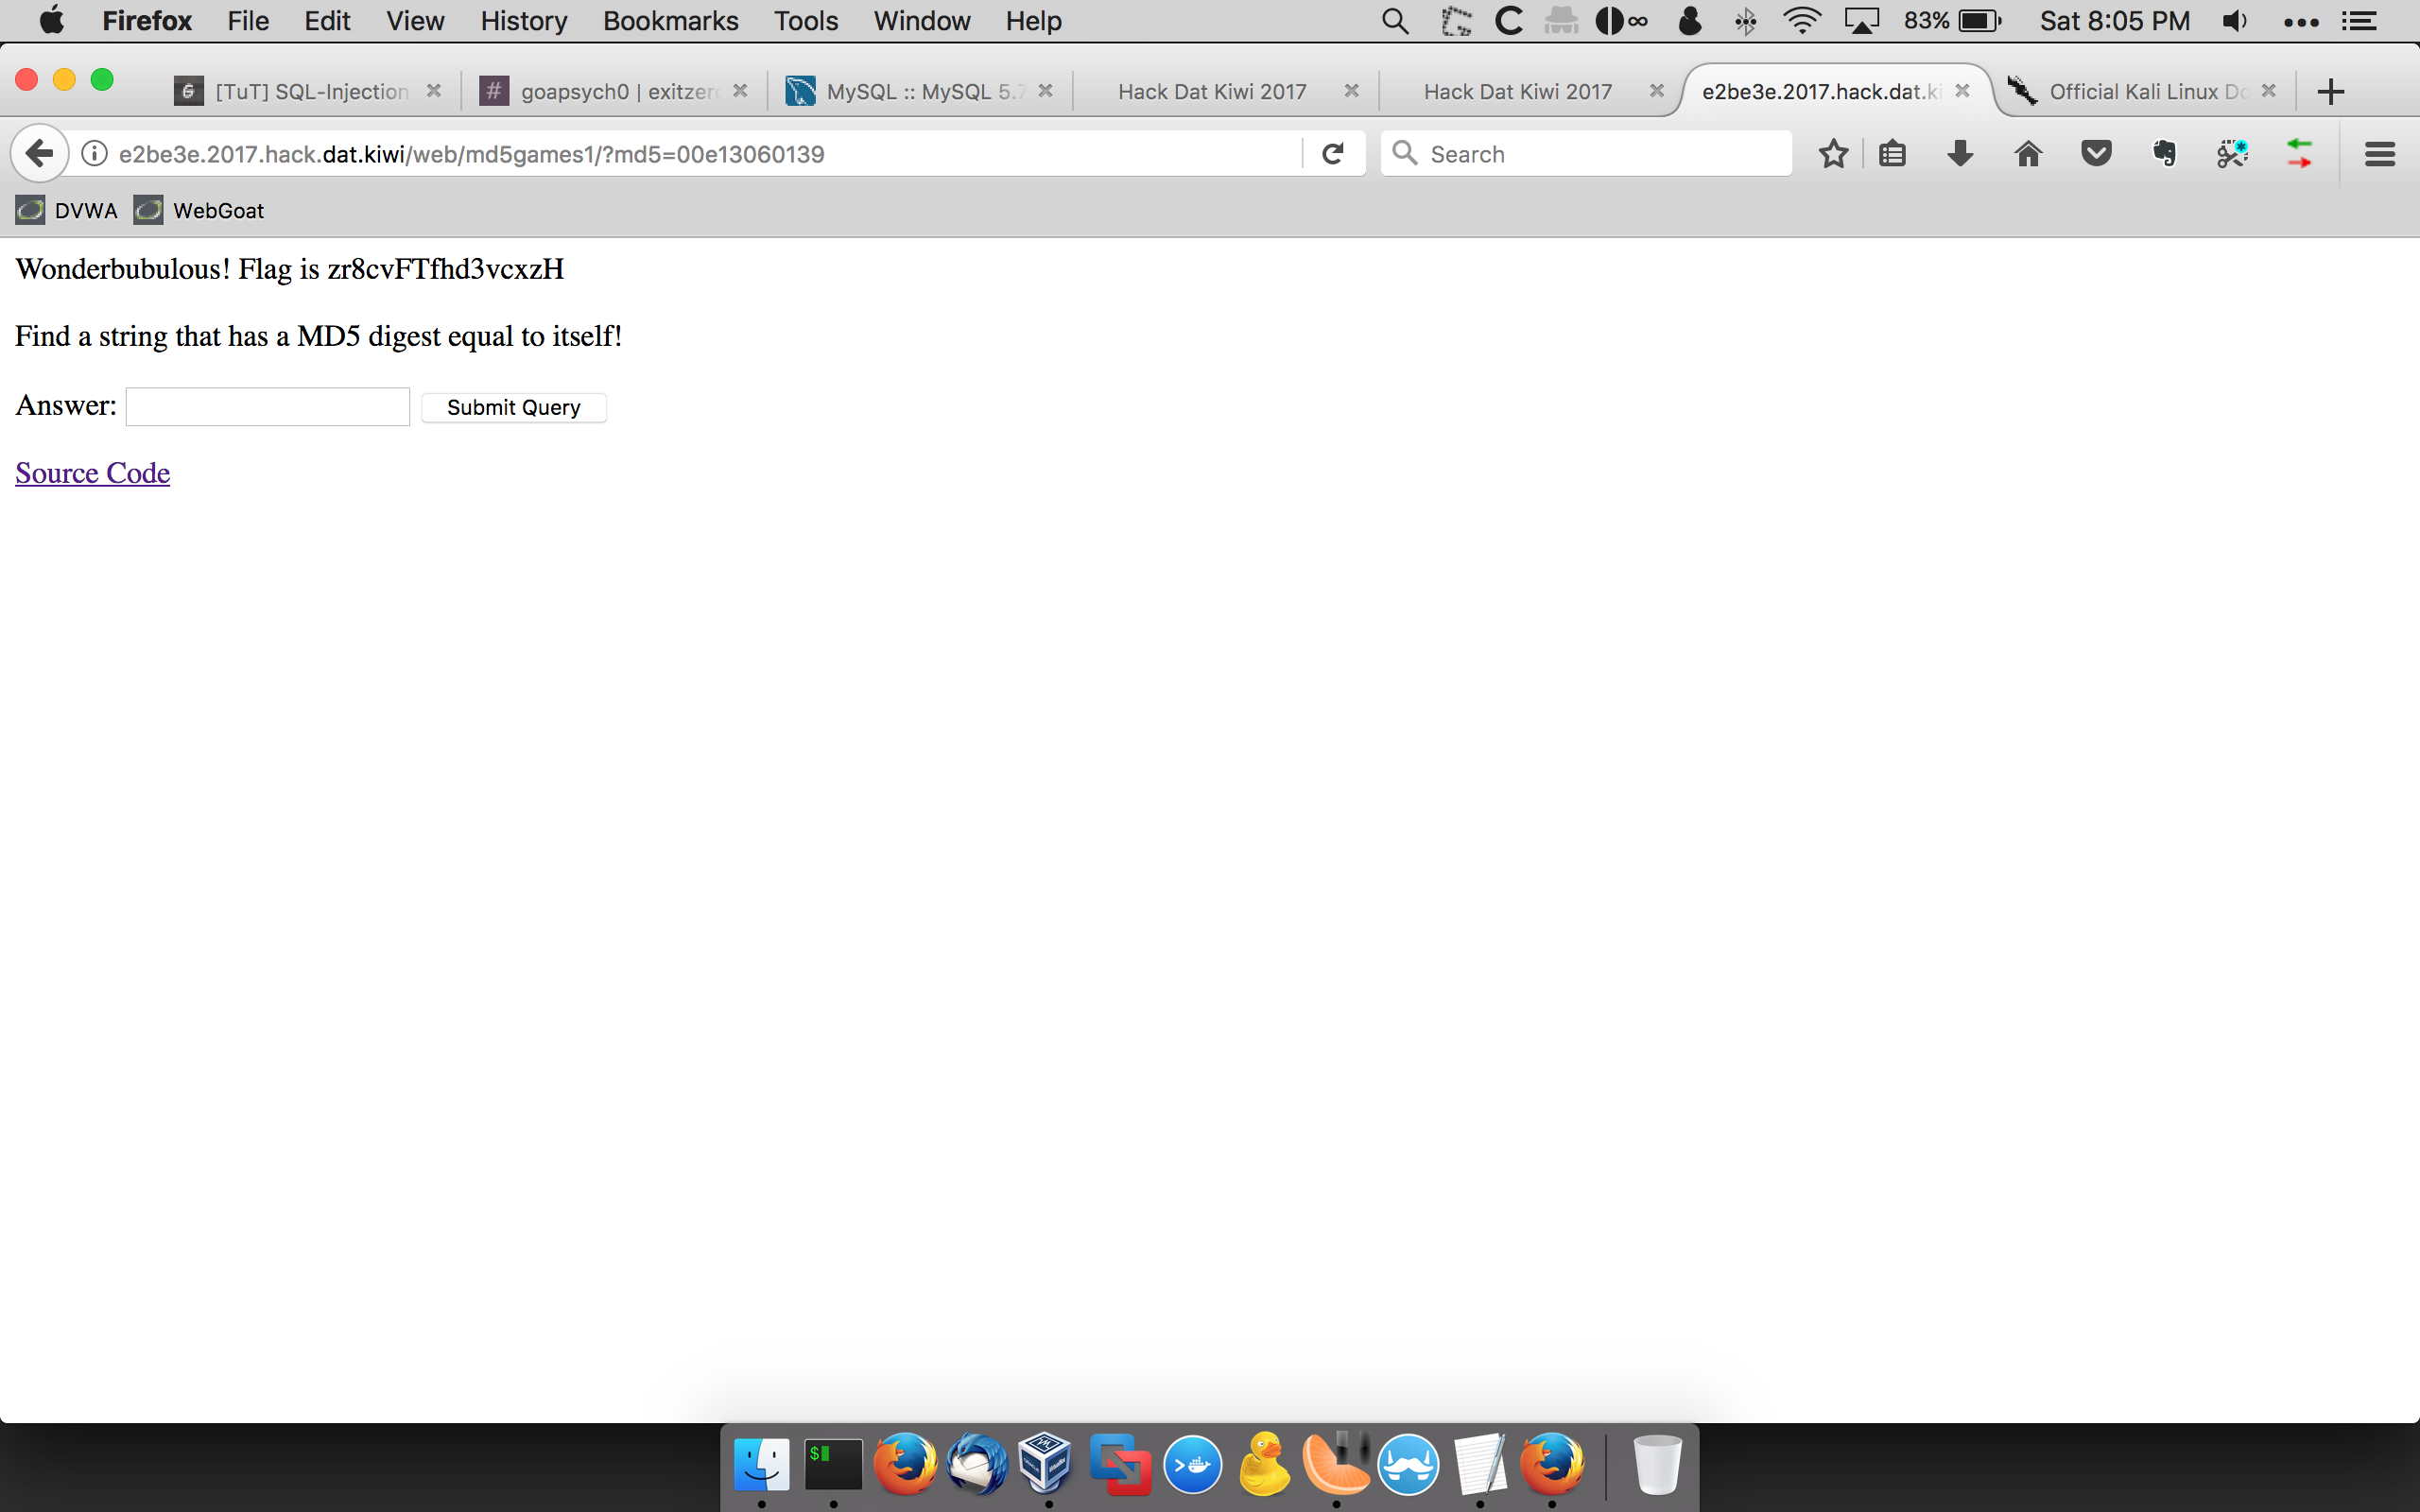 Firefox File Edit View History Bookmarks Tools Window Help 83% Sat 8:05 PM
[TuT] SQL-Injection # goapsych0 | exitzero MySQL :: MySQL 5.7 Hack Dat Kiwi 2017 Hack Dat Kiwi 2017 e2be3e.2017.hack.dat.ki Official Kali Linux Do
e2be3e.2017.hack.dat.kiwi/web/md5games1/?md5=00e13060139 Search
DVWA WebGoat
Wonderbubulous! Flag is zr8cvFTfhd3vcxzH
Find a string that has a MD5 digest equal to itself!
Answer: Submit Query
Source Code